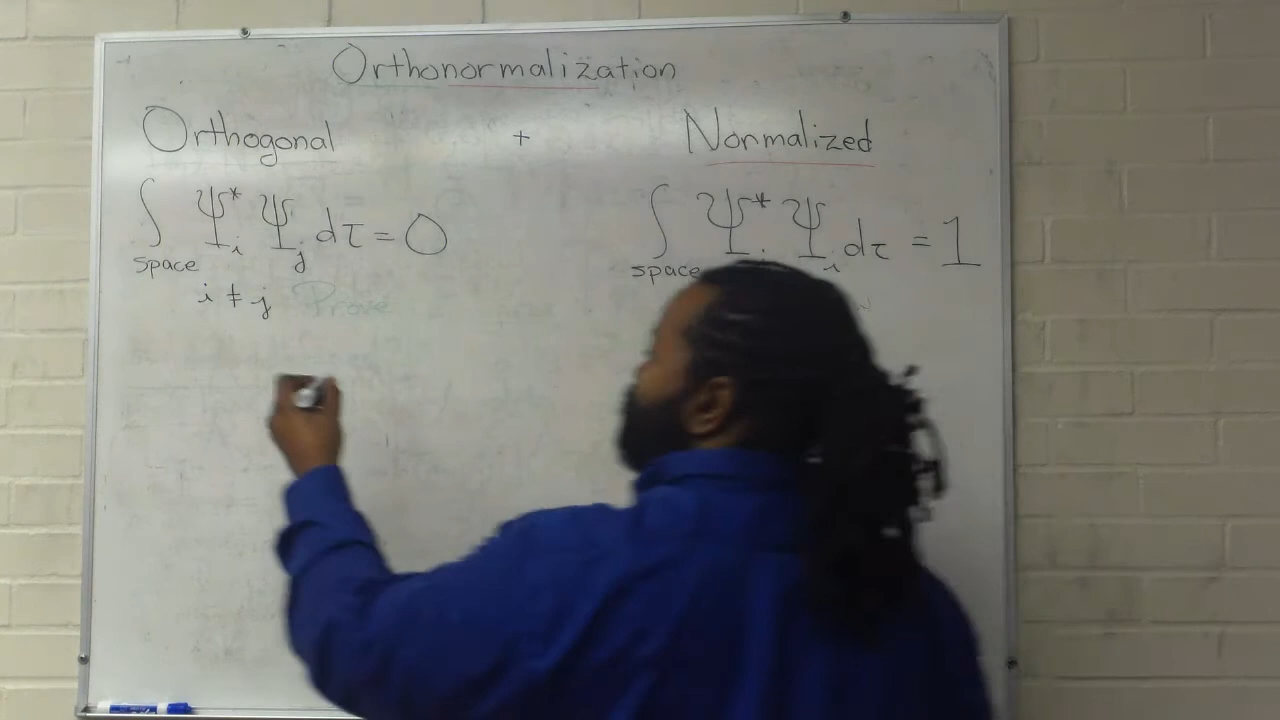 Orthonormalization
Orthogonal + Normalized
∫ Ψ*ᵢ Ψⱼ dτ = 0
space
i ≠ j Prove
∫ Ψ*ᵢ Ψᵢ dτ = 1
space